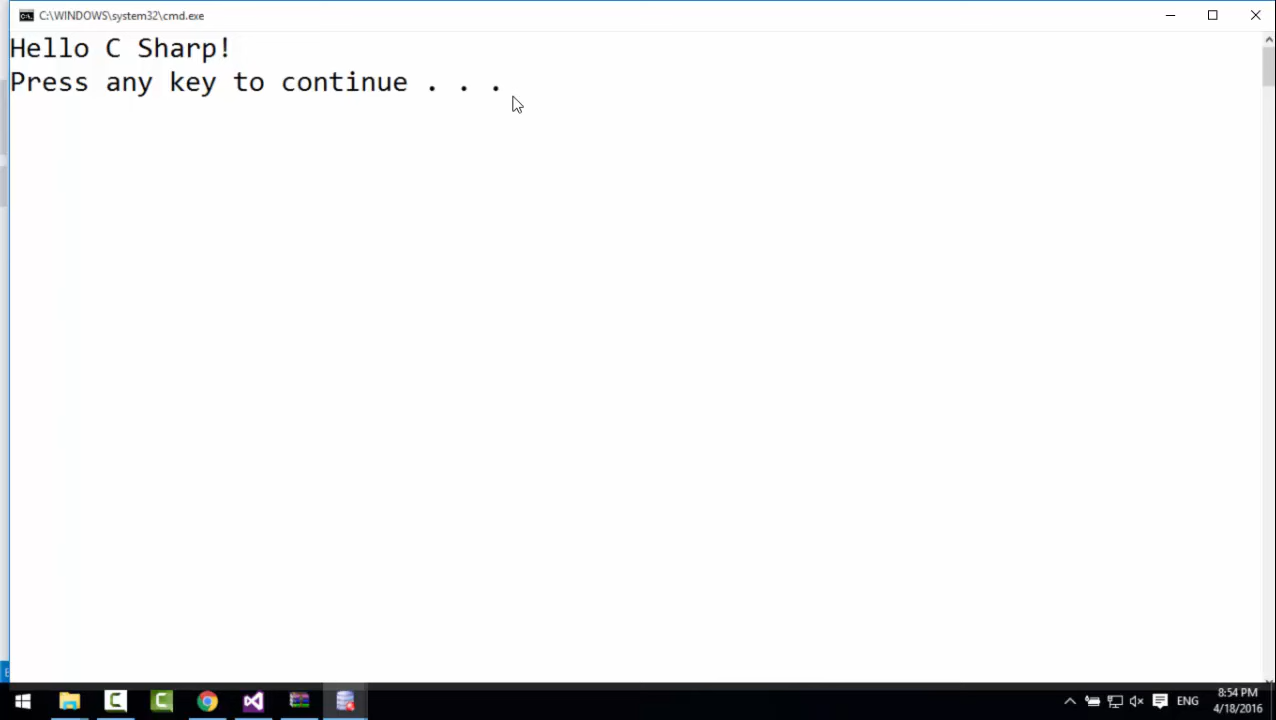 C:\WINDOWS\system32\cmd.exe
Hello C Sharp!
Press any key to continue . . .
ENG
8:54 PM
4/18/2016